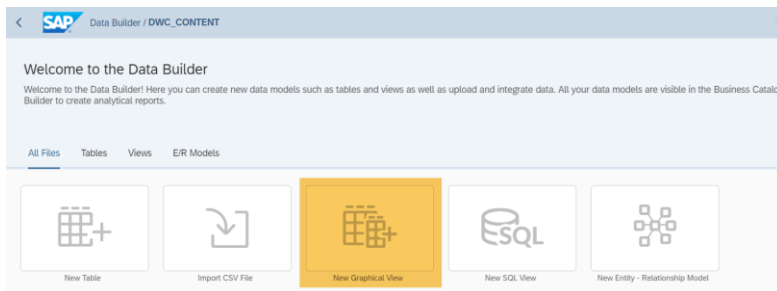 SAP Data Builder / DWC_CONTENT
Welcome to the Data Builder
Welcome to the Data Builder! Here you can create new data models such as tables and views as well as upload and integrate data. All your data models are visible in the Business Catalo
Builder to create analytical reports.
All Files Tables Views E/R Models
SQL
New Table Import CSV File New Graphical View New SQL View New Entity - Relationship Model